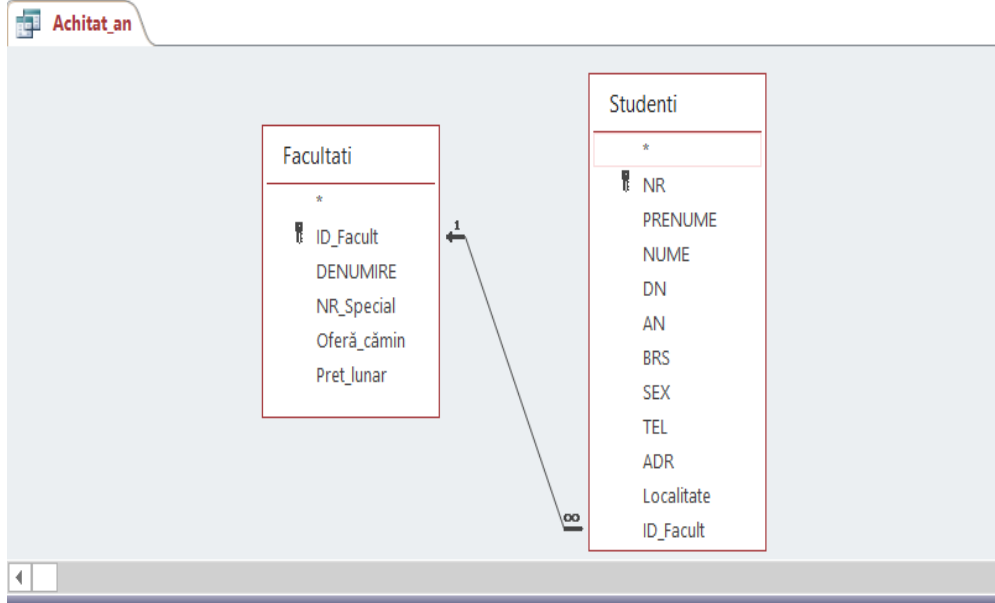 Achitat_an
Facultati
*
ID_Facult
DENUMIRE
NR_Special
Oferă_cămin
Pret_lunar
1
∞
Studenti
*
NR
PRENUME
NUME
DN
AN
BRS
SEX
TEL
ADR
Localitate
ID_Facult